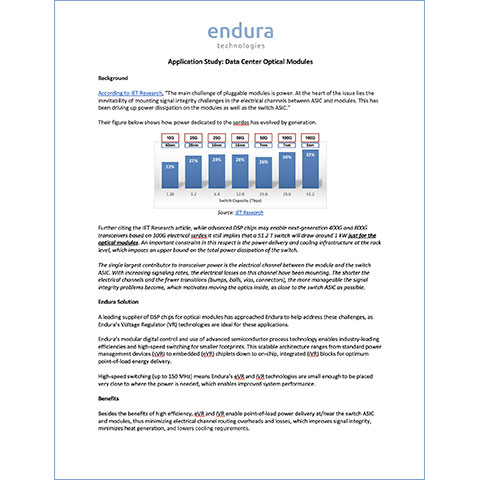 endura
technologies
Application Study: Data Center Optical Modules
Background
According to IET Research, "The main challenge of pluggable modules is power. At the heart of the issue lies the
inevitability of mounting signal integrity challenges in the electrical channels between ASIC and modules. This has
been driving up power dissipation on the modules as well as the switch ASIC."
Their figure below shows how power dedicated to the serdes has evolved by generation.
10G 25G 25G 50G 50G 100G 100G
40nm 28nm 16nm 16nm 7nm 7nm 5nm
23% 27% 28% 28% 26% 30% 32%
1.28 3.2 6.4 12.8 25.6 25.6 51.2
Switch Capacity (Tbps)
Source: IET Research
Further citing the IET Research article, while advanced DSP chips may enable next-generation 400G and 800G
transceivers based on 100G electrical serdes it still implies that a 51.2 T switch will draw around 1 kW just for the
optical modules. An important constraint in this respect is the power delivery and cooling infrastructure at the rack
level, which imposes an upper bound on the total power dissipation of the switch.
The single largest contributor to transceiver power is the electrical channel between the module and the switch
ASIC. With increasing signaling rates, the electrical losses on this channel have been mounting. The shorter the
electrical channels and the fewer transitions (bumps, balls, vias, connectors), the more manageable the signal
integrity problems become, which motivates moving the optics inside, as close to the switch ASIC as possible.
Endura Solution
A leading supplier of DSP chips for optical modules has approached Endura to help address these challenges, as
Endura's Voltage Regulator (VR) technologies are ideal for these applications.
Endura's modular digital control and use of advanced semiconductor process technology enables industry-leading
efficiencies and high-speed switching for smaller footprints. This scalable architecture ranges from standard power
management devices (sVR) to embedded (eVR) chiplets down to on-chip, integrated (iVR) blocks for optimum
point-of-load energy delivery.
High-speed switching (up to 150 MHz) means Endura's eVR and iVR technologies are small enough to be placed
very close to where the power is needed, which enables improved system performance.
Benefits
Besides the benefits of high efficiency, eVR and iVR enable point-of-load power delivery at/near the switch ASIC
and modules, thus minimizing electrical channel routing overheads and losses, which improves signal integrity,
minimizes heat generation, and lowers cooling requirements.